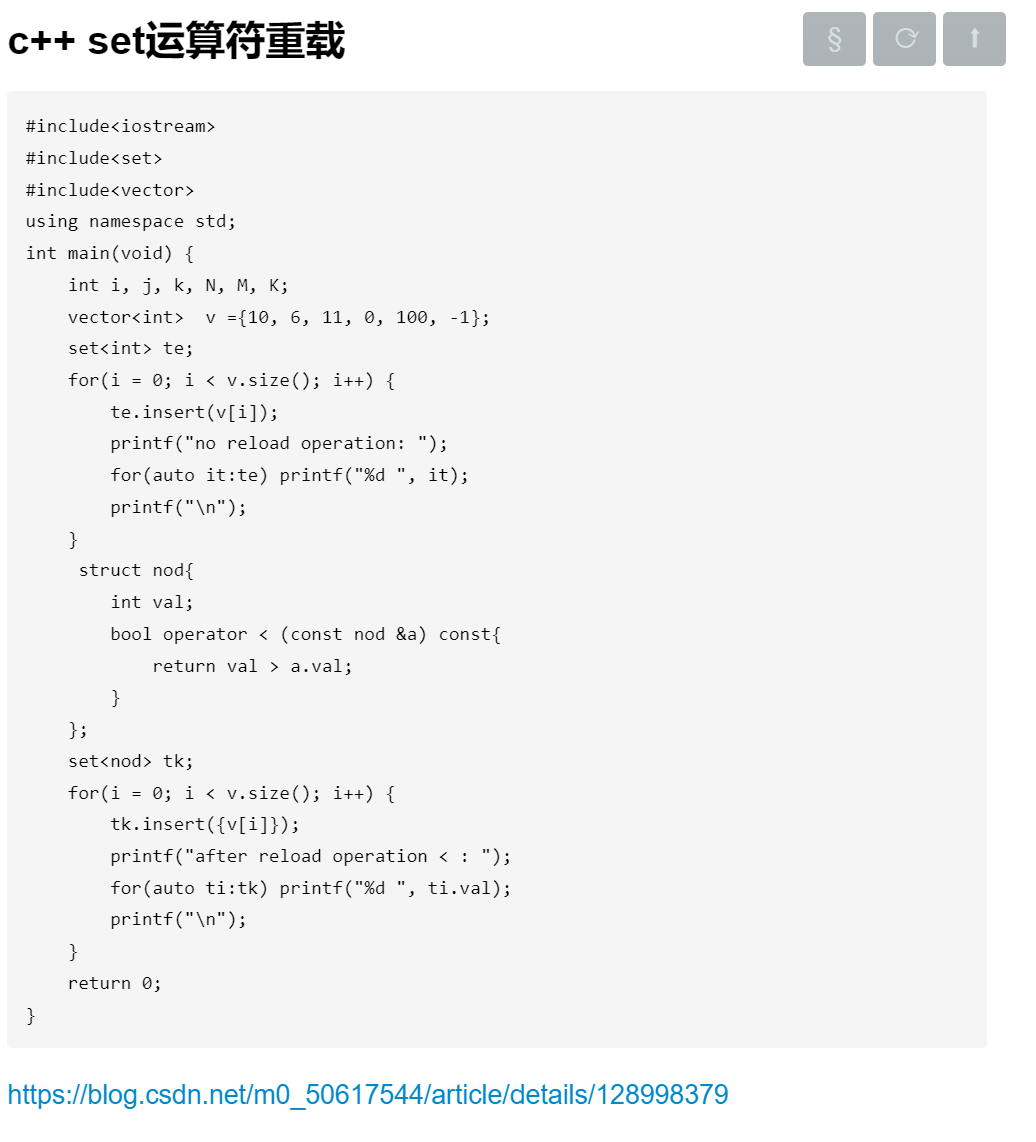 c++ set运算符重载
§
#include<iostream>
#include<set>
#include<vector>
using namespace std;
int main(void) {
    int i, j, k, N, M, K;
    vector<int>  v ={10, 6, 11, 0, 100, -1};
    set<int> te;
    for(i = 0; i < v.size(); i++) {
        te.insert(v[i]);
        printf("no reload operation: ");
        for(auto it:te) printf("%d ", it);
        printf("\n");
    }
     struct nod{
        int val;
        bool operator < (const nod &a) const{
            return val > a.val;
        }
    };
    set<nod> tk;
    for(i = 0; i < v.size(); i++) {
        tk.insert({v[i]});
        printf("after reload operation < : ");
        for(auto ti:tk) printf("%d ", ti.val);
        printf("\n");
    }
    return 0;
}
https://blog.csdn.net/m0_50617544/article/details/128998379